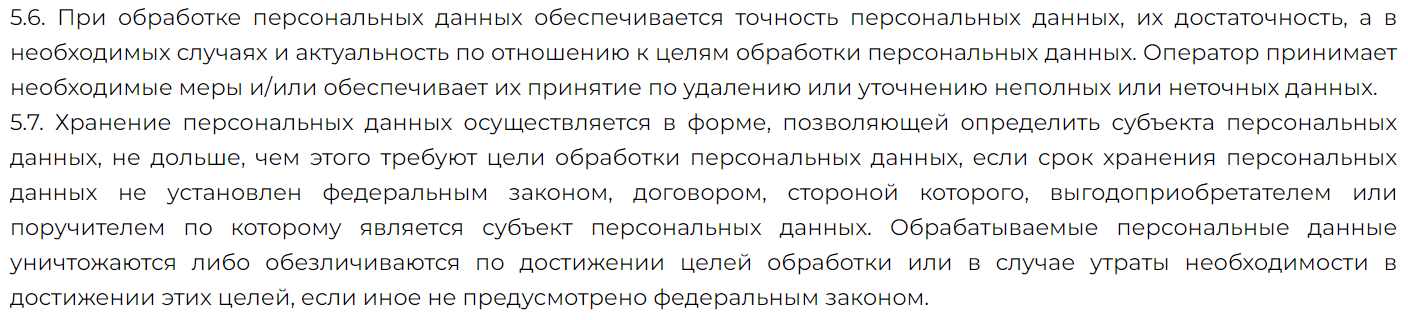 5.6. При обработке персональных данных обеспечивается точность персональных данных, их достаточность, а в
необходимых случаях и актуальность по отношению к целям обработки персональных данных. Оператор принимает
необходимые меры и/или обеспечивает их принятие по удалению или уточнению неполных или неточных данных.
5.7. Хранение персональных данных осуществляется в форме, позволяющей определить субъекта персональных
данных, не дольше, чем этого требуют цели обработки персональных данных, если срок хранения персональных
данных не установлен федеральным законом, договором, стороной которого, выгодоприобретателем или
поручителем по которому является субъект персональных данных. Обрабатываемые персональные данные
уничтожаются либо обезличиваются по достижении целей обработки или в случае утраты необходимости в
достижении этих целей, если иное не предусмотрено федеральным законом.